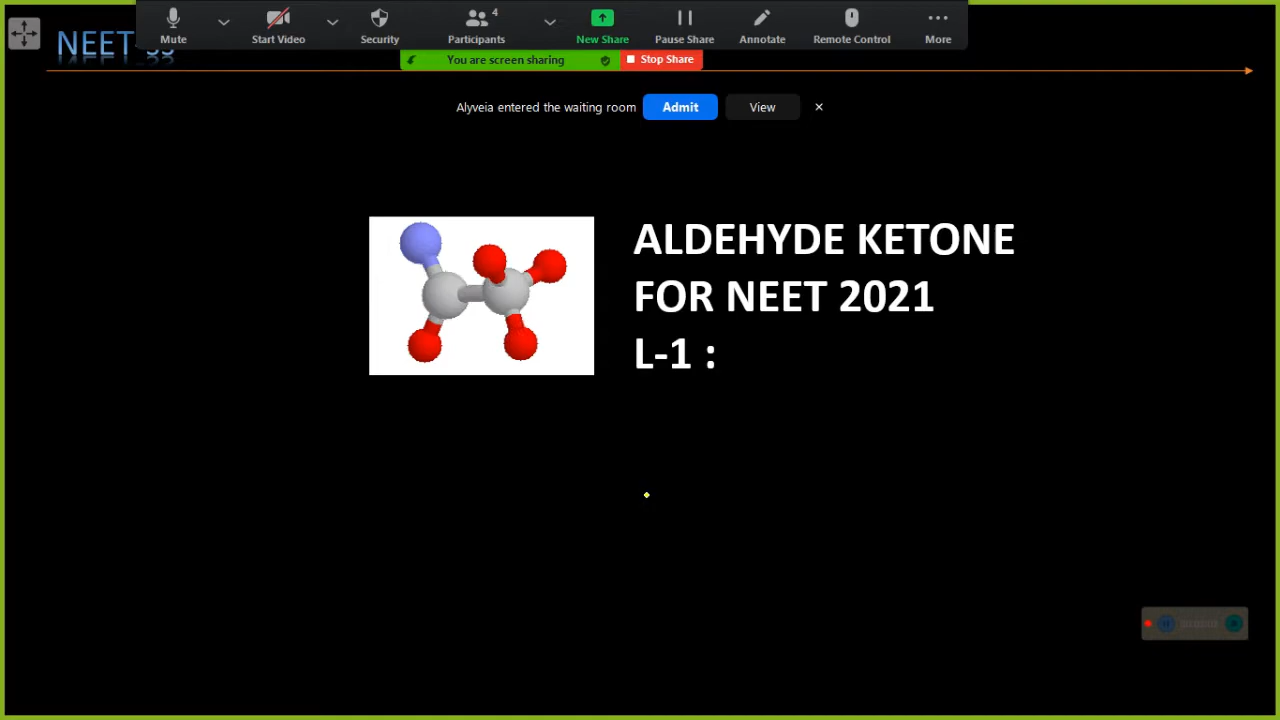 4
Mute
Start Video
Security
Participants
New Share
Pause Share
Annotate
Remote Control
More
NEET
You are screen sharing
Stop Share
Alyveia entered the waiting room
Admit
View
ALDEHYDE KETONE
FOR NEET 2021
L-1 :